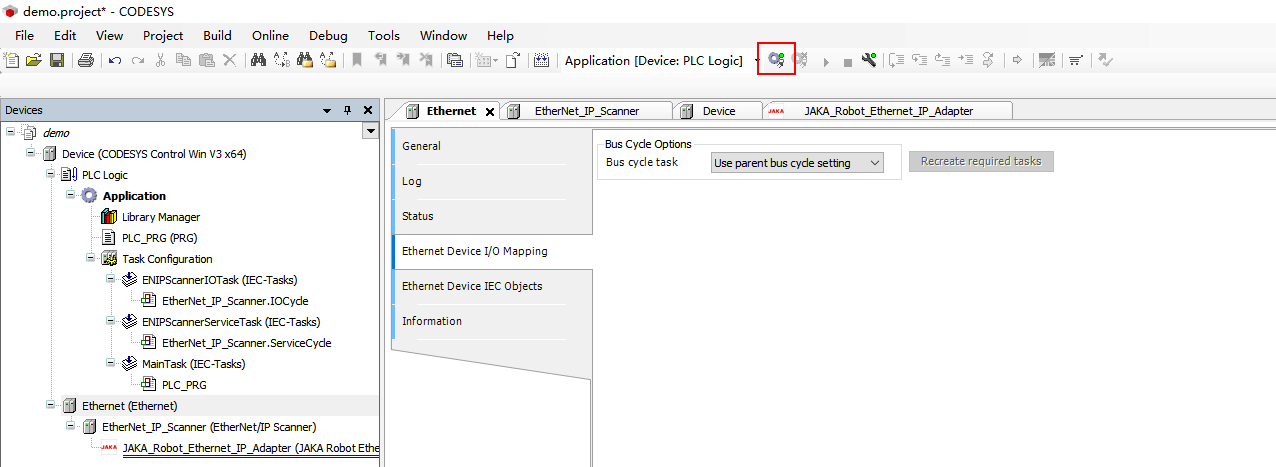 demo.project* - CODESYS
File Edit View Project Build Online Debug Tools Window Help
Application [Device: PLC Logic]
Devices
demo
Device (CODESYS Control Win V3 x64)
PLC Logic
Application
Library Manager
PLC_PRG (PRG)
Task Configuration
ENIPScannerIOTask (IEC-Tasks)
EtherNet_IP_Scanner.IOCycle
ENIPScannerServiceTask (IEC-Tasks)
EtherNet_IP_Scanner.ServiceCycle
MainTask (IEC-Tasks)
PLC_PRG
Ethernet (Ethernet)
EtherNet_IP_Scanner (EtherNet/IP Scanner)
JAKA JAKA_Robot_Ethernet_IP_Adapter (JAKA Robot Ethe
Ethernet EtherNet_IP_Scanner Device JAKA JAKA_Robot_Ethernet_IP_Adapter
General
Log
Status
Ethernet Device I/O Mapping
Ethernet Device IEC Objects
Information
Bus Cycle Options
Bus cycle task Use parent bus cycle setting Recreate required tasks